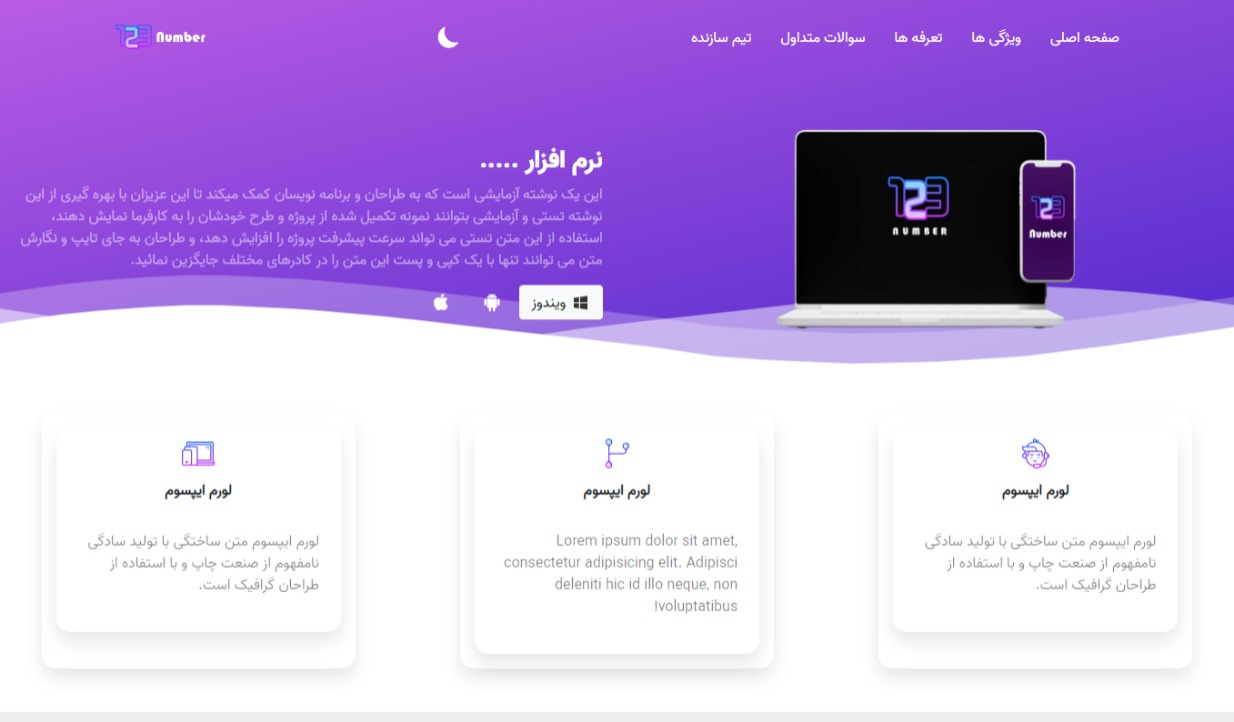 صفحه اصلی
ویژگی ها
تعرفه ها
سوالات متداول
تیم سازنده
123 Number
نرم افزار .....
این یک نوشته آزمایشی است که به طراحان و برنامه نویسان کمک میکند تا این عزیزان با بهره گیری از این
نوشته تستی و آزمایشی بتوانند نمونه تکمیل شده از پروژه و طرح خودشان را به کارفرما نمایش دهند،
استفاده از این متن تستی می تواند سرعت پیشرفت پروژه را افزایش دهد، و طراحان به جای تایپ و نگارش
متن می توانند تنها با یک کپی و پست این متن را در کادرهای مختلف جایگزین نمائید.
ویندوز
123
NUMBER
123
Number
لورم ایپسوم
لورم ایپسوم متن ساختگی با تولید سادگی
نامفهوم از صنعت چاپ و با استفاده از
طراحان گرافیک است.
لورم ایپسوم
Lorem ipsum dolor sit amet,
consectetur adipisicing elit. Adipisci
deleniti hic id illo neque, non
!voluptatibus
لورم ایپسوم
لورم ایپسوم متن ساختگی با تولید سادگی
نامفهوم از صنعت چاپ و با استفاده از
طراحان گرافیک است.